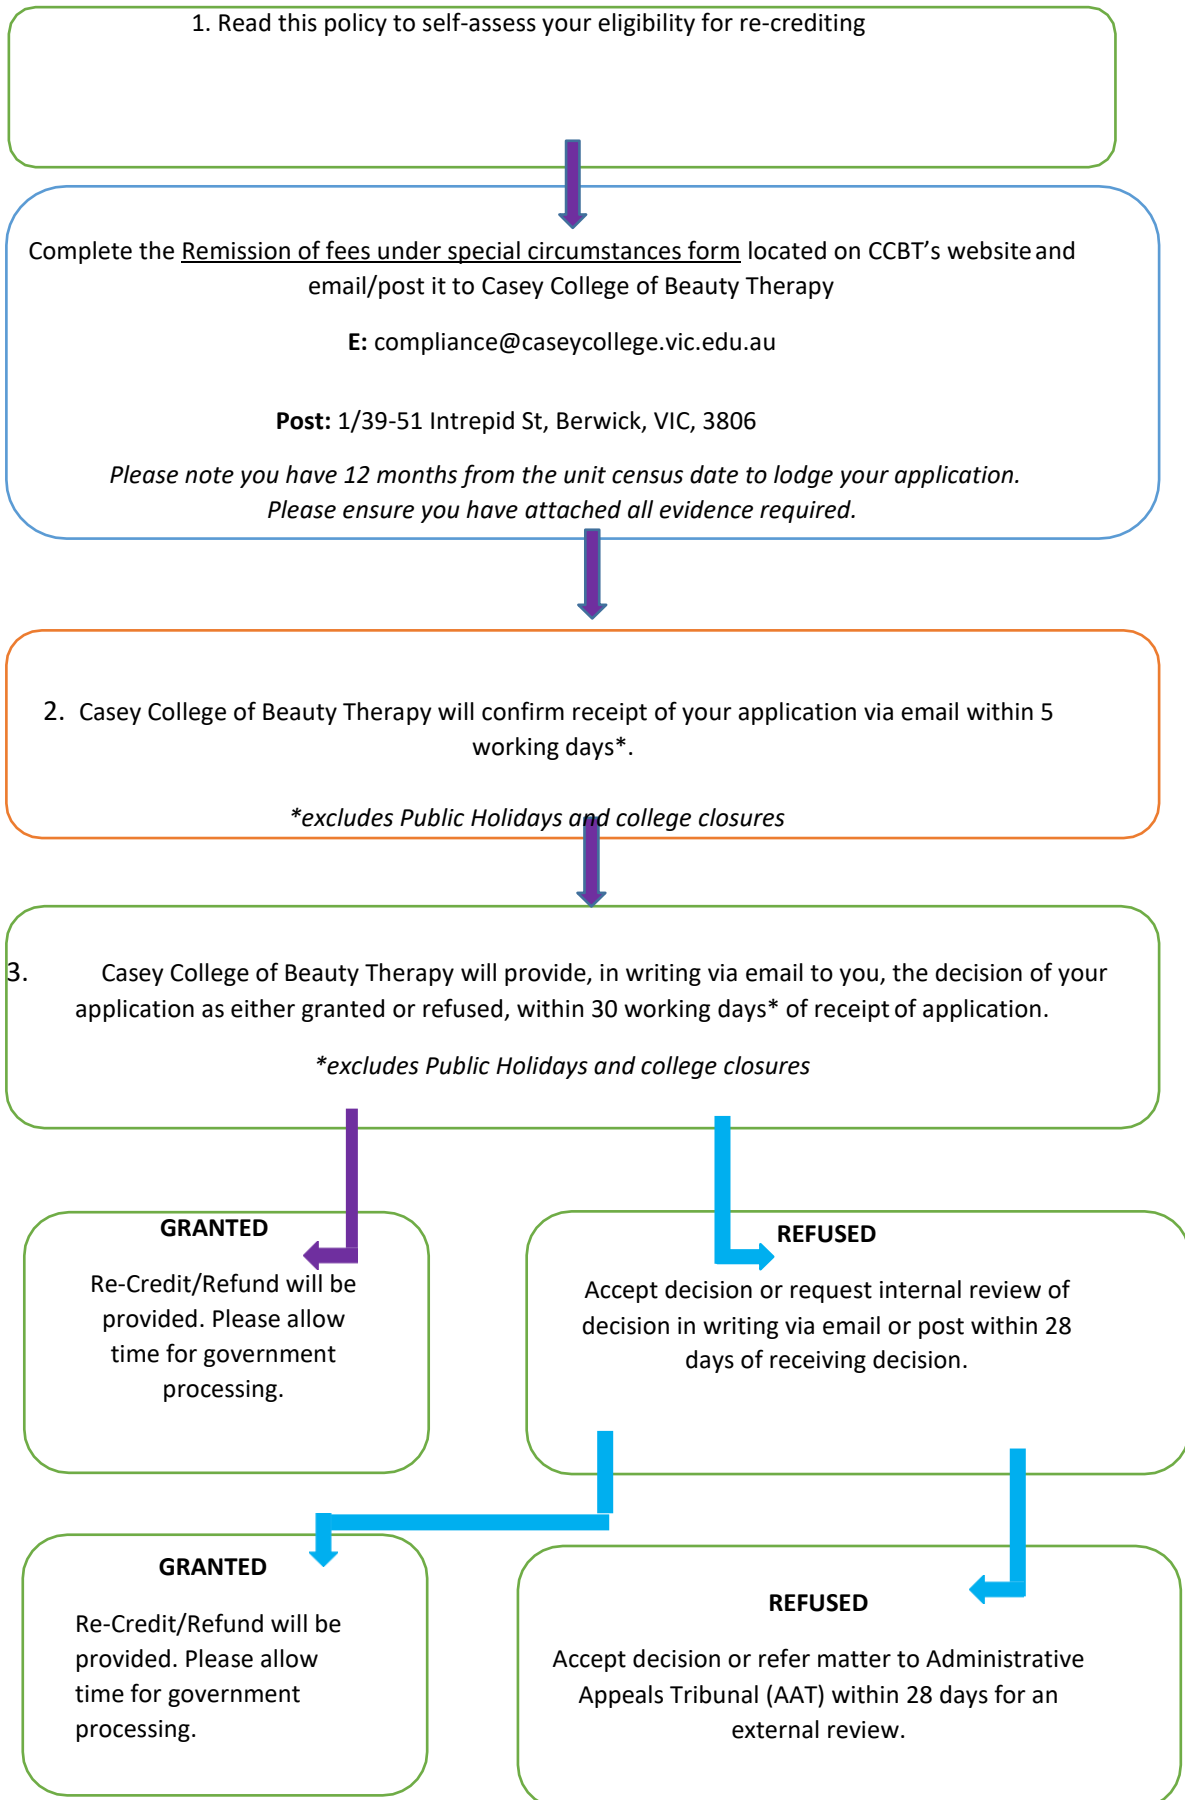 1. Read this policy to self-assess your eligibility for re-crediting
Complete the Remission of fees under special circumstances form located on CCBT’s website and
email/post it to Casey College of Beauty Therapy
E: compliance@caseycollege.vic.edu.au
Post: 1/39-51 Intrepid St, Berwick, VIC, 3806
Please note you have 12 months from the unit census date to lodge your application.
Please ensure you have attached all evidence required.
2. Casey College of Beauty Therapy will confirm receipt of your application via email within 5
working days*.
*excludes Public Holidays and college closures
3. Casey College of Beauty Therapy will provide, in writing via email to you, the decision of your
application as either granted or refused, within 30 working days* of receipt of application.
*excludes Public Holidays and college closures
GRANTED
Re-Credit/Refund will be
provided. Please allow
time for government
processing.
REFUSED
Accept decision or request internal review of
decision in writing via email or post within 28
days of receiving decision.
GRANTED
Re-Credit/Refund will be
provided. Please allow
time for government
processing.
REFUSED
Accept decision or refer matter to Administrative
Appeals Tribunal (AAT) within 28 days for an
external review.